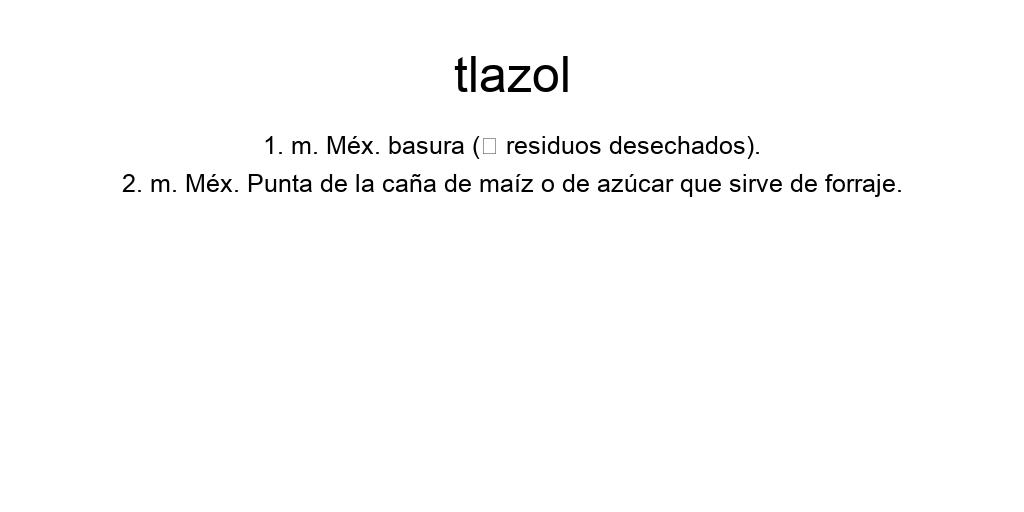 tlazol
1. m. Méx. basura (□ residuos desechados).
2. m. Méx. Punta de la caña de maíz o de azúcar que sirve de forraje.